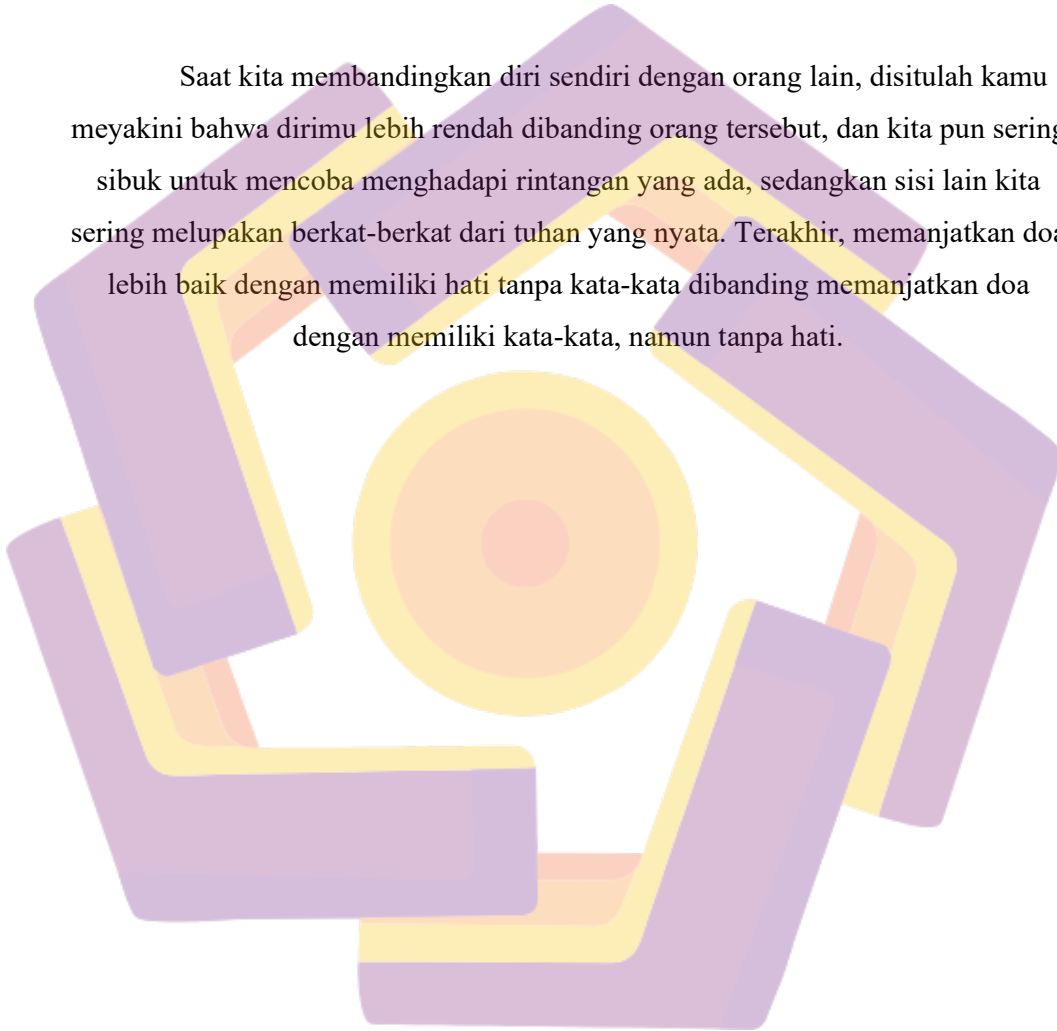 Saat kita membandingkan diri sendiri dengan orang lain, disitulah kamu
meyakini bahwa dirimu lebih rendah dibanding orang tersebut, dan kita pun sering
sibuk untuk mencoba menghadapi rintangan yang ada, sedangkan sisi lain kita
sering melupakan berkat-berkat dari tuhan yang nyata. Terakhir, memanjatkan doa
lebih baik dengan memiliki hati tanpa kata-kata dibanding memanjatkan doa
dengan memiliki kata-kata, namun tanpa hati.